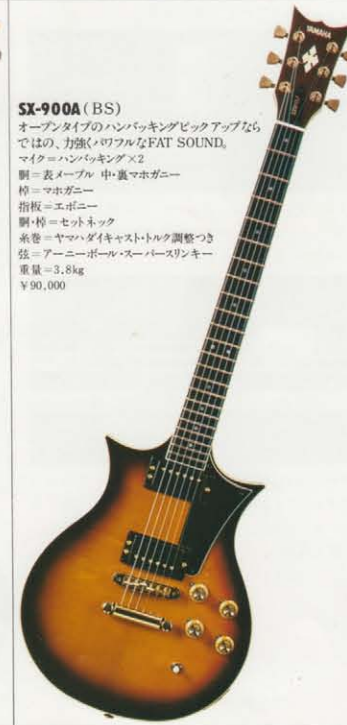 YAMAHA
SX-900A (BS)
オープンタイプのハンバッキングピックアップなら
ではの、力強くパワフルなFAT SOUND。
マイク=ハンバッキング×2
胴=表メープル 中・裏マホガニー
棹=マホガニー
指板=エボニー
胴・棹=セットネック
糸巻=ヤマハダイキャスト・トルク調整つき
弦=アーニーボール・スーパースリンキー
重量=3.8kg
¥90,000